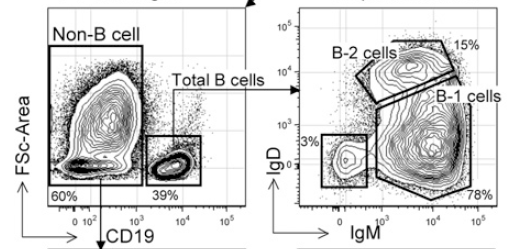 Non-B cell
Total B cells
FSc-Area
60%
39%
0 10² 10³ 10⁴ 10⁵
CD19
10⁵
10⁴
10³
0
B-2 cells
15%
B-1 cells
3%
78%
IgD
0 10³ 10⁴ 10⁵
IgM